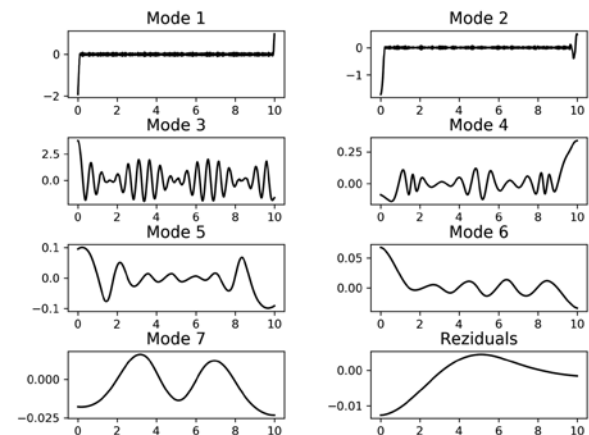 Mode 1
Mode 2
0
−2
0
−1
0 2 4 6 8 10
0 2 4 6 8 10
Mode 3
Mode 4
2.5
0.0
0.25
0.00
0 2 4 6 8 10
0 2 4 6 8 10
Mode 5
Mode 6
0.1
0.0
−0.1
0.05
0.00
0 2 4 6 8 10
0 2 4 6 8 10
Mode 7
Reziduals
0.000
−0.025
0.00
−0.01
0 2 4 6 8 10
0 2 4 6 8 10